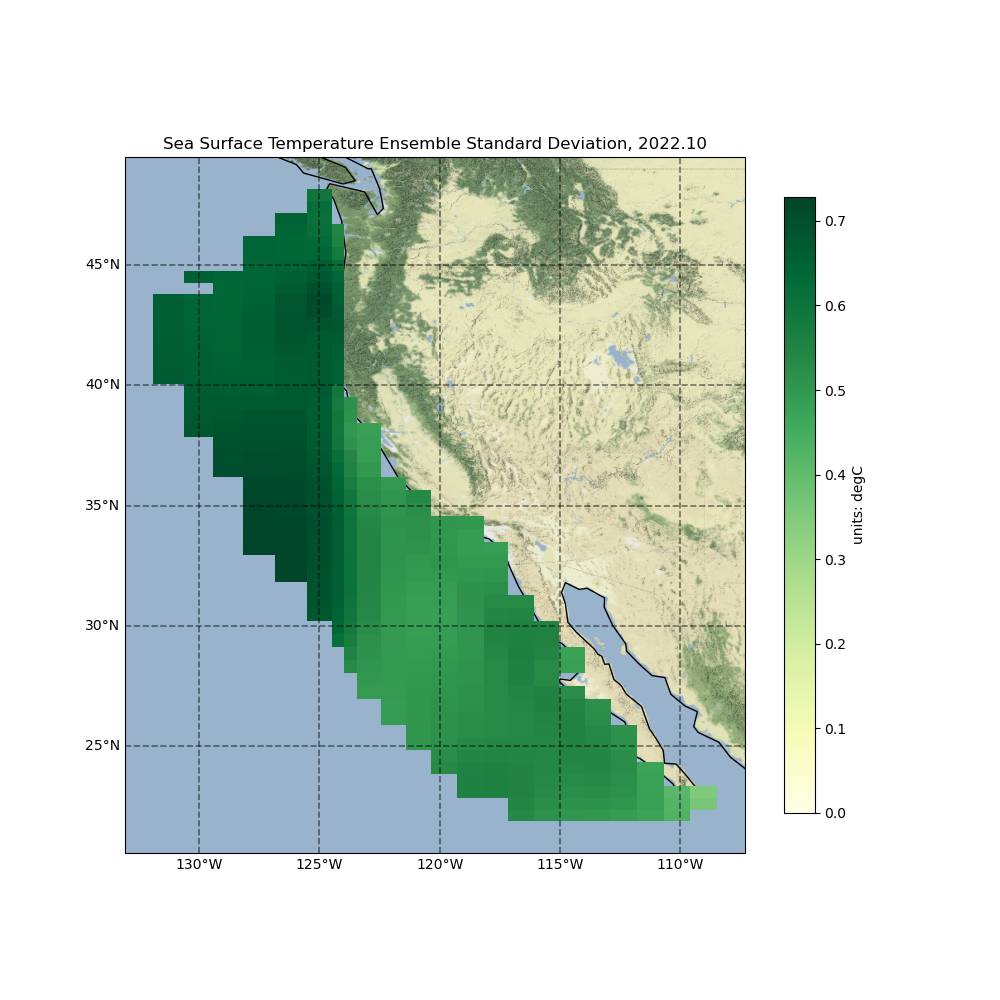 Sea Surface Temperature Ensemble Standard Deviation, 2022.10
45°N
40°N
35°N
30°N
25°N
130°W 125°W 120°W 115°W 110°W
0.7
0.6
0.5
0.4
0.3
0.2
0.1
0.0
units: degC